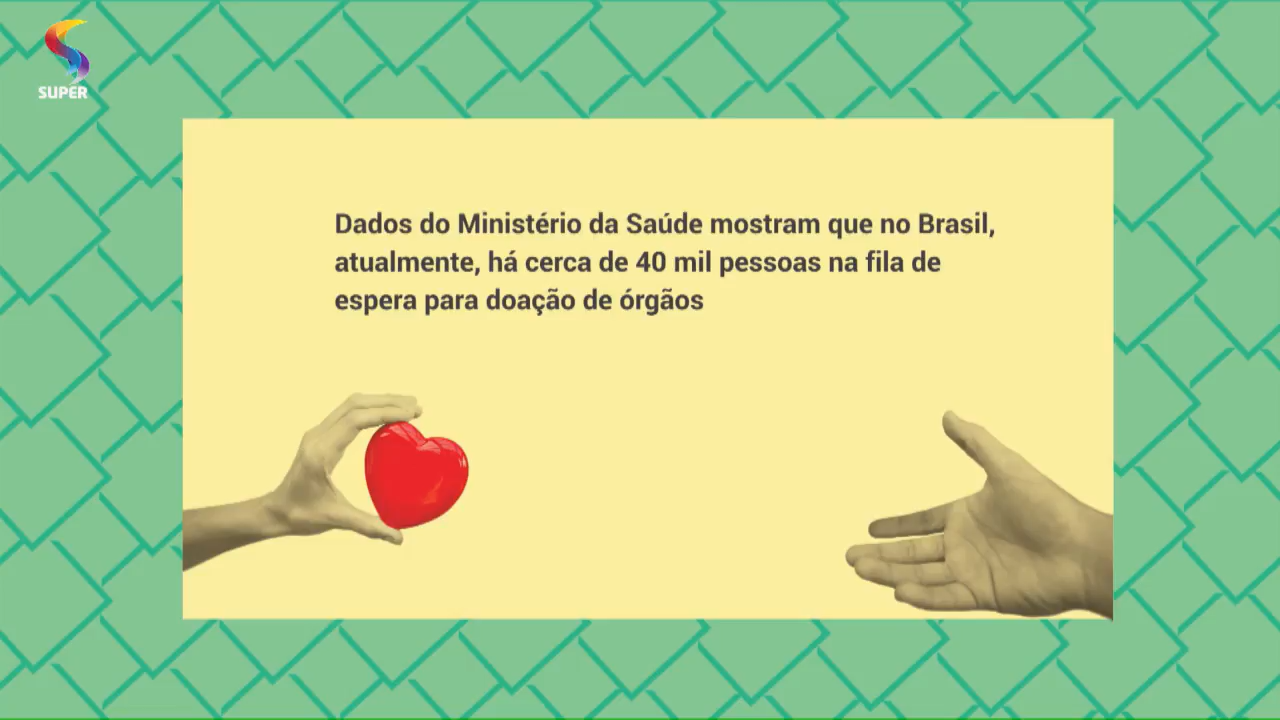 SUPER
Dados do Ministério da Saúde mostram que no Brasil,
atualmente, há cerca de 40 mil pessoas na fila de
espera para doação de órgãos